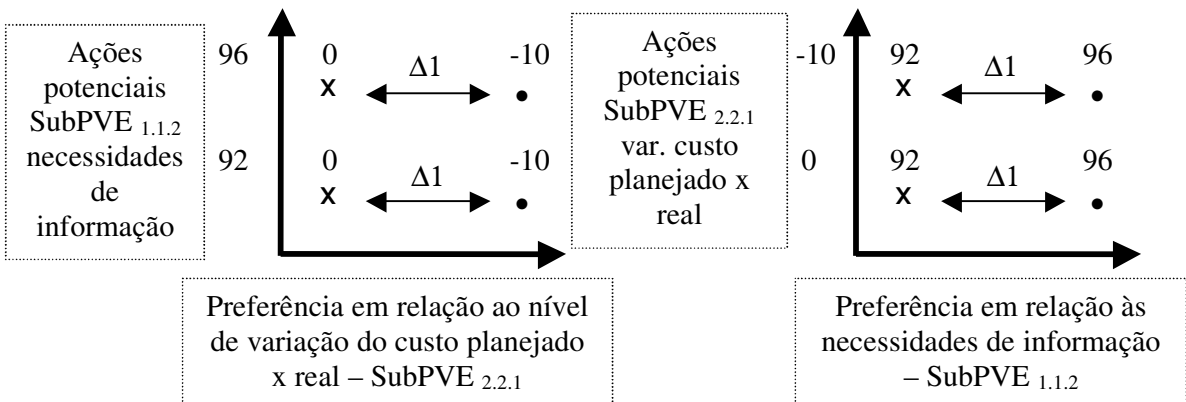 Ações
potenciais
SubPVE 1.1.2
necessidades
de
informação
96 0 -10
x Δ1 •
92 0 -10
x Δ1 •
Preferência em relação ao nível
de variação do custo planejado
x real – SubPVE 2.2.1
Ações
potenciais
SubPVE 2.2.1
var. custo
planejado x
real
-10 92 96
x Δ1 •
0 92 96
x Δ1 •
Preferência em relação às
necessidades de informação
– SubPVE 1.1.2